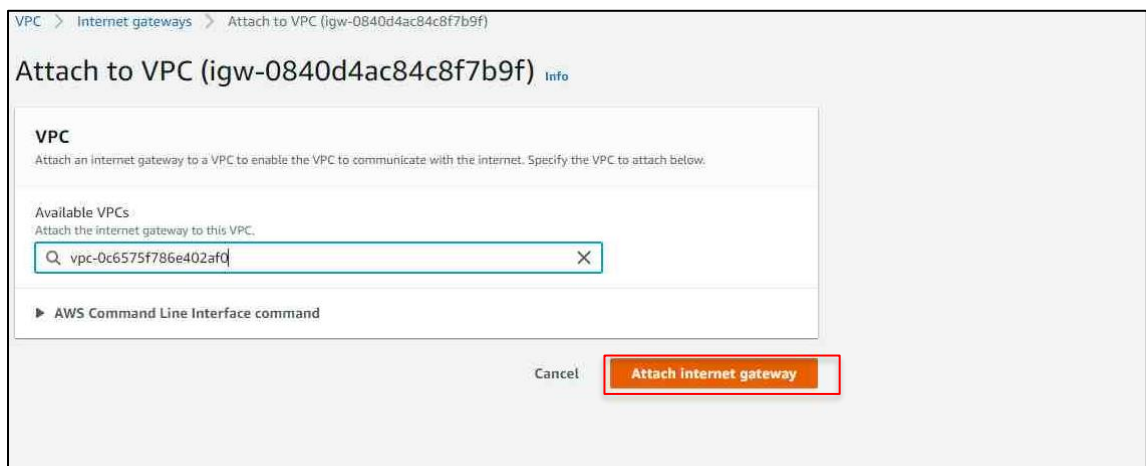 VPC > Internet gateways > Attach to VPC (igw-0840d4ac84c8f7b9f)
Attach to VPC (igw-0840d4ac84c8f7b9f) Info
VPC
Attach an internet gateway to a VPC to enable the VPC to communicate with the internet. Specify the VPC to attach below.
Available VPCs
Attach the internet gateway to this VPC.
vpc-0c6575f786e402af0
AWS Command Line Interface command
Cancel Attach internet gateway